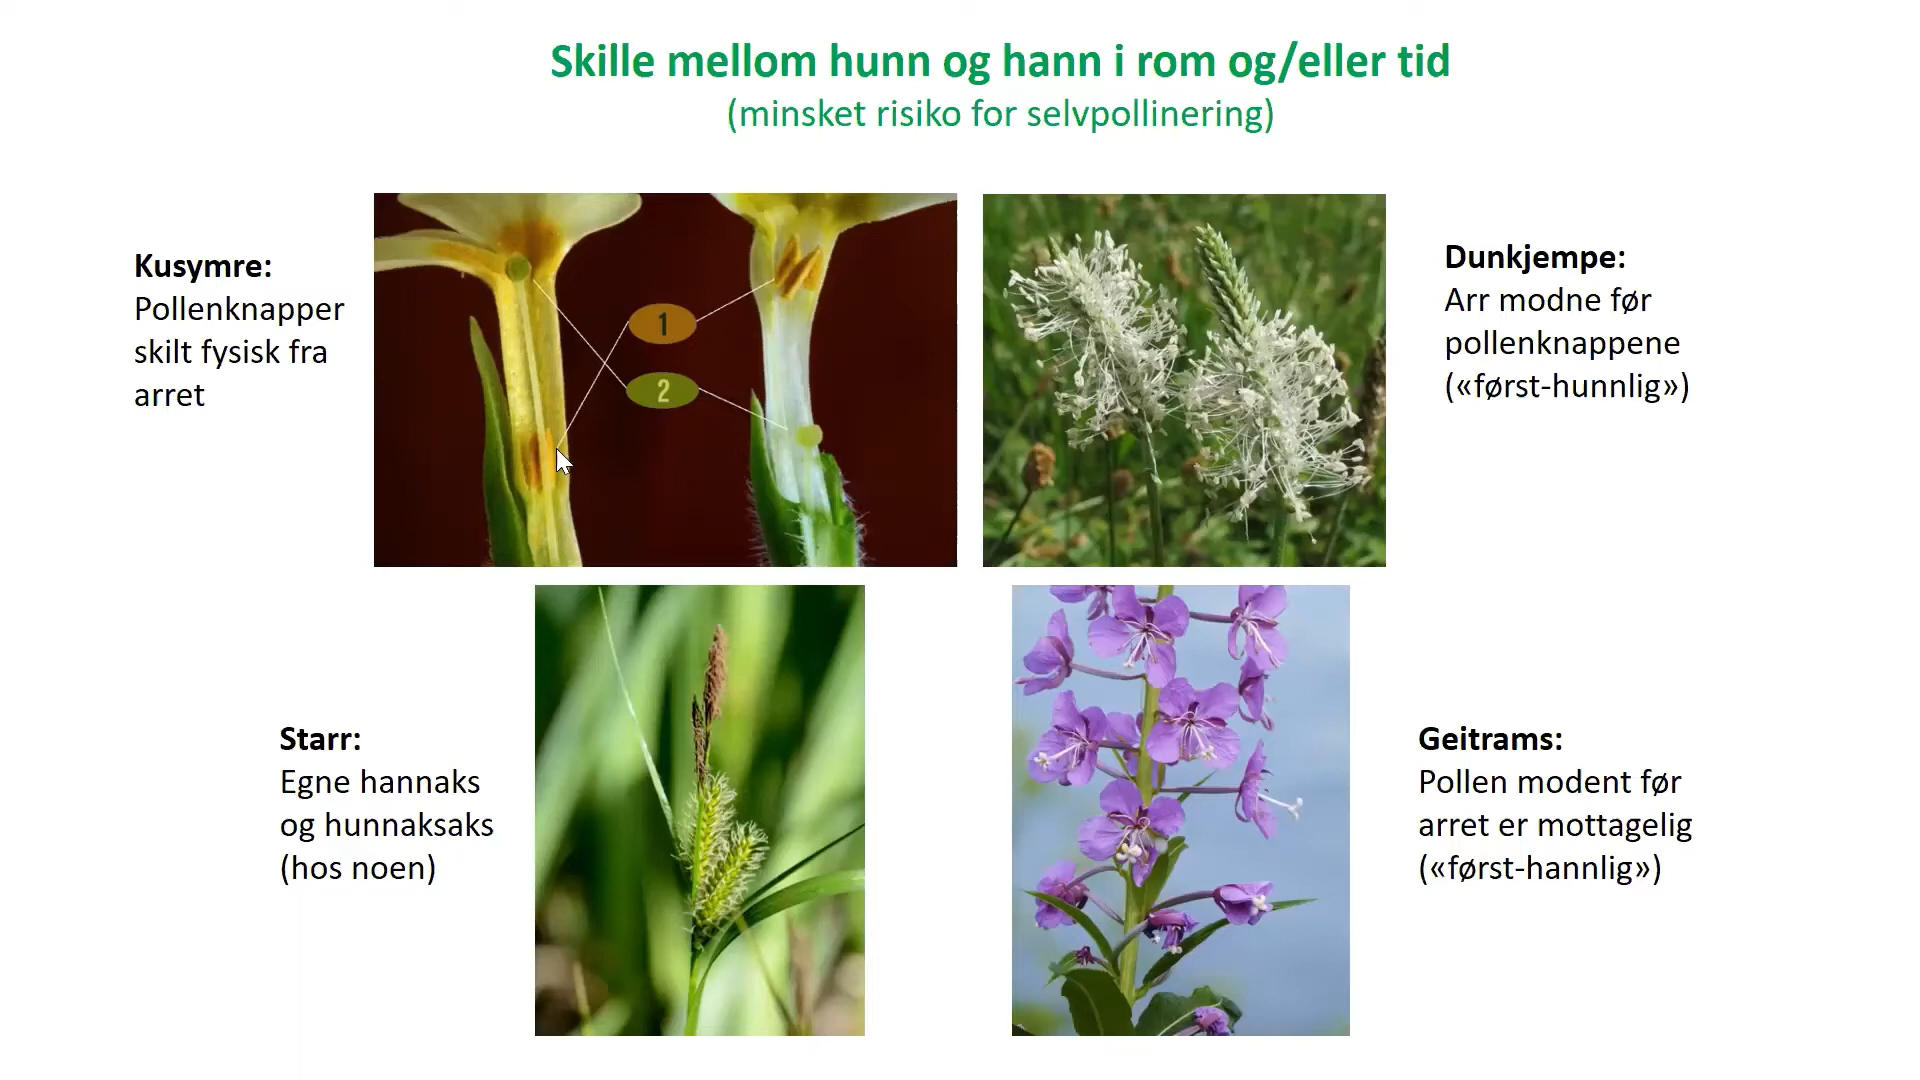 Skille mellom hunn og hann i rom og/eller tid
(minsket risiko for selvpollinering)
Kusymre:
Pollenknapper
skilt fysisk fra
arret
1
2
Dunkjempe:
Arr modne før
pollenknappene
(«først-hunnlig»)
Starr:
Egne hannaks
og hunnaksaks
(hos noen)
Geitrams:
Pollen modent før
arret er mottagelig
(«først-hannlig»)